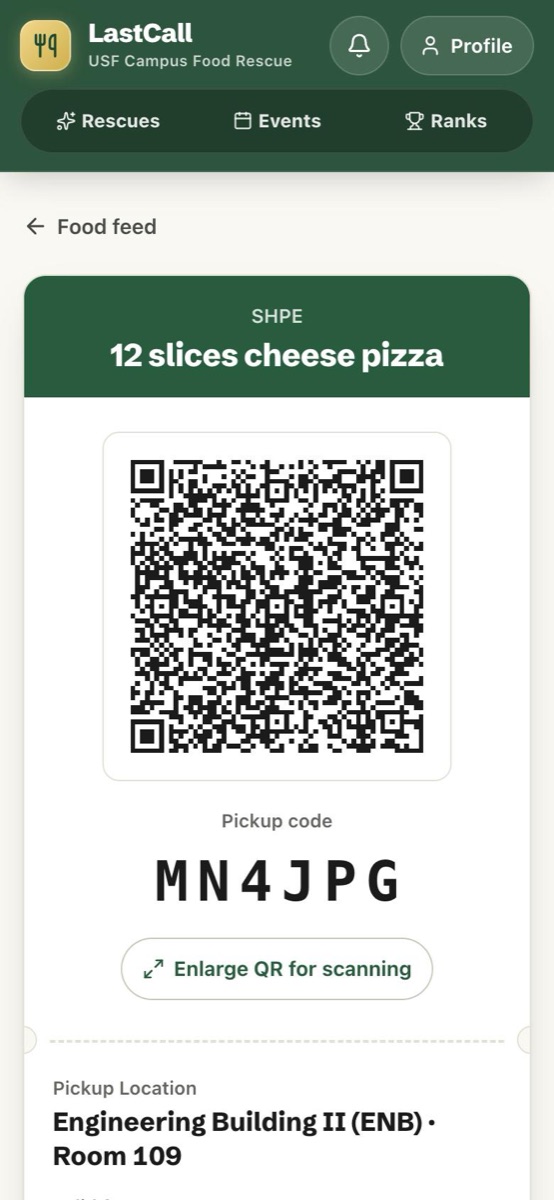 LastCall
USF Campus Food Rescue
Profile
Rescues
Events
Ranks
Food feed
SHPE
12 slices cheese pizza
Pickup code
MN4JPG
Enlarge QR for scanning
Pickup Location
Engineering Building II (ENB) •
Room 109